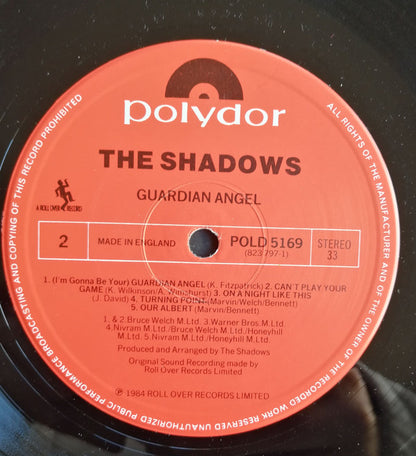 polydor
THE SHADOWS
GUARDIAN ANGEL
A ROLL OVER RECORD
2
MADE IN ENGLAND
POLD 5169
(823 797-1)
STEREO
33
1. (I'm Gonna Be Your) GUARDIAN ANGEL (K. Fitzpatrick) 2. CAN'T PLAY YOUR
GAME (K. Wilkinson/A. Winnhurst) 3. ON A NIGHT LIKE THIS
(J. David) 4. TURNING POINT (Marvin/Welch/Bennett)
5. OUR ALBERT (Marvin/Bennett)
1. & 2. Bruce Welch M. Ltd. 3. Warner Bros. M. Ltd.
4. Nivram M. Ltd./Bruce Welch M. Ltd./Honeyhill
M. Ltd. 5. Nivram M. Ltd./Honeyhill M. Ltd.
Produced and Arranged by The Shadows
Original Sound Recording made by
Roll Over Records Limited
Ⓟ 1984 ROLL OVER RECORDS LIMITED
ALL RIGHTS OF THE MANUFACTURER AND OF THE OWNER OF THE RECORDED WORK RESERVED UNAUTHORIZED PUBLIC PERFORMANCE BROADCASTING AND COPYING OF THIS RECORD PROHIBITED